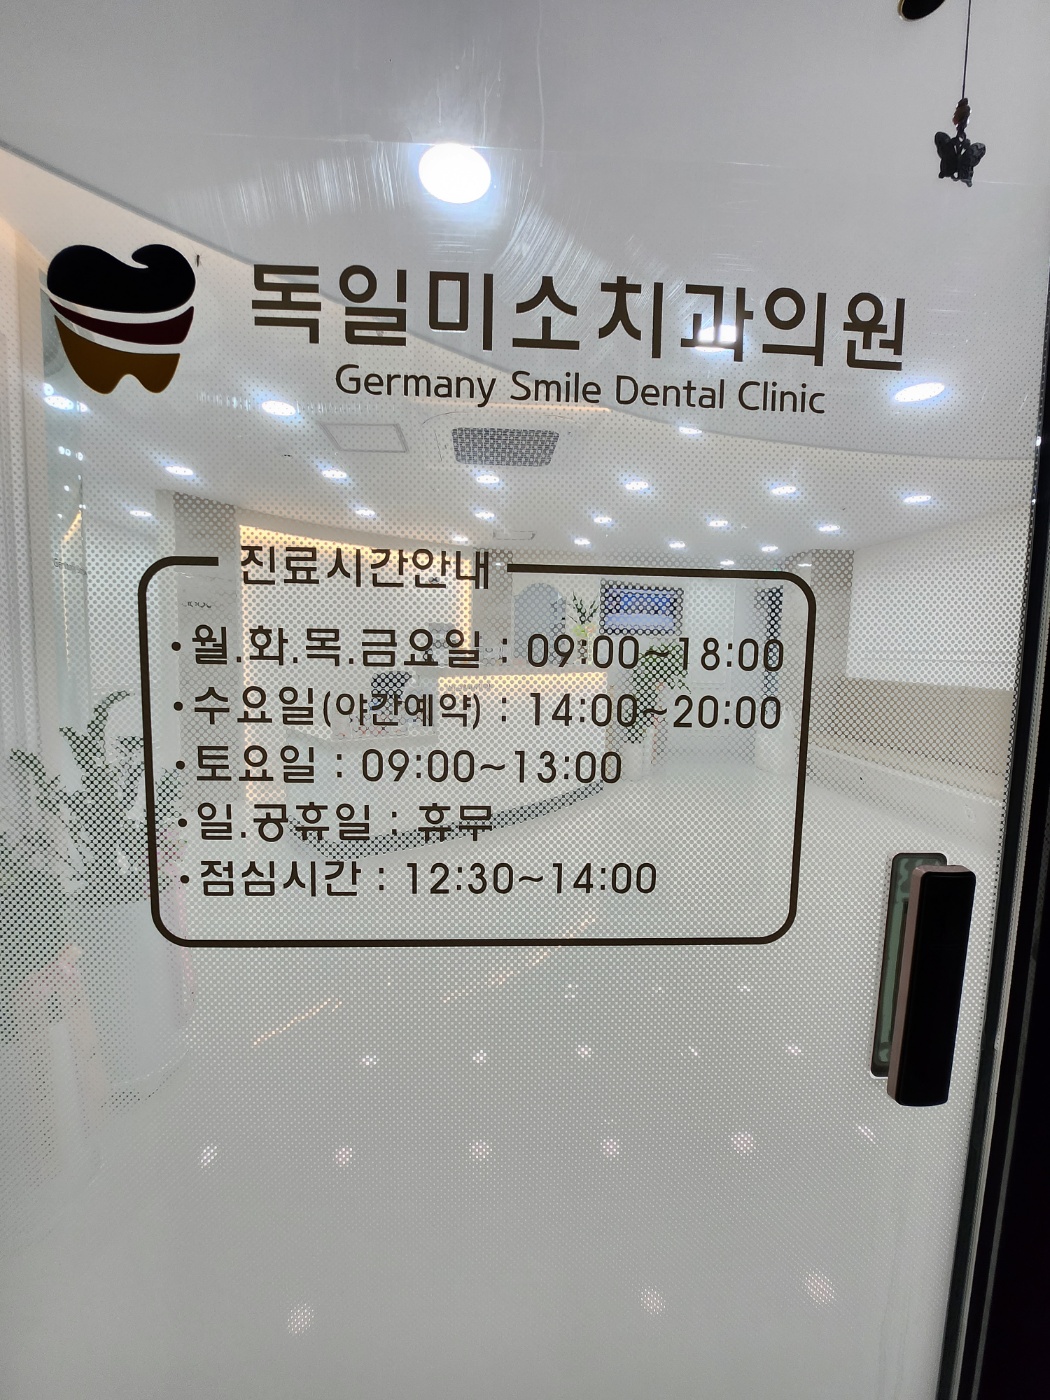 독일미소치과의원
Germany Smile Dental Clinic
진료시간안내
•월.화.목.금요일 : 09:00~18:00
•수요일(야간예약) : 14:00~20:00
•토요일 : 09:00~13:00
•일.공휴일 : 휴무
•점심시간 : 12:30~14:00